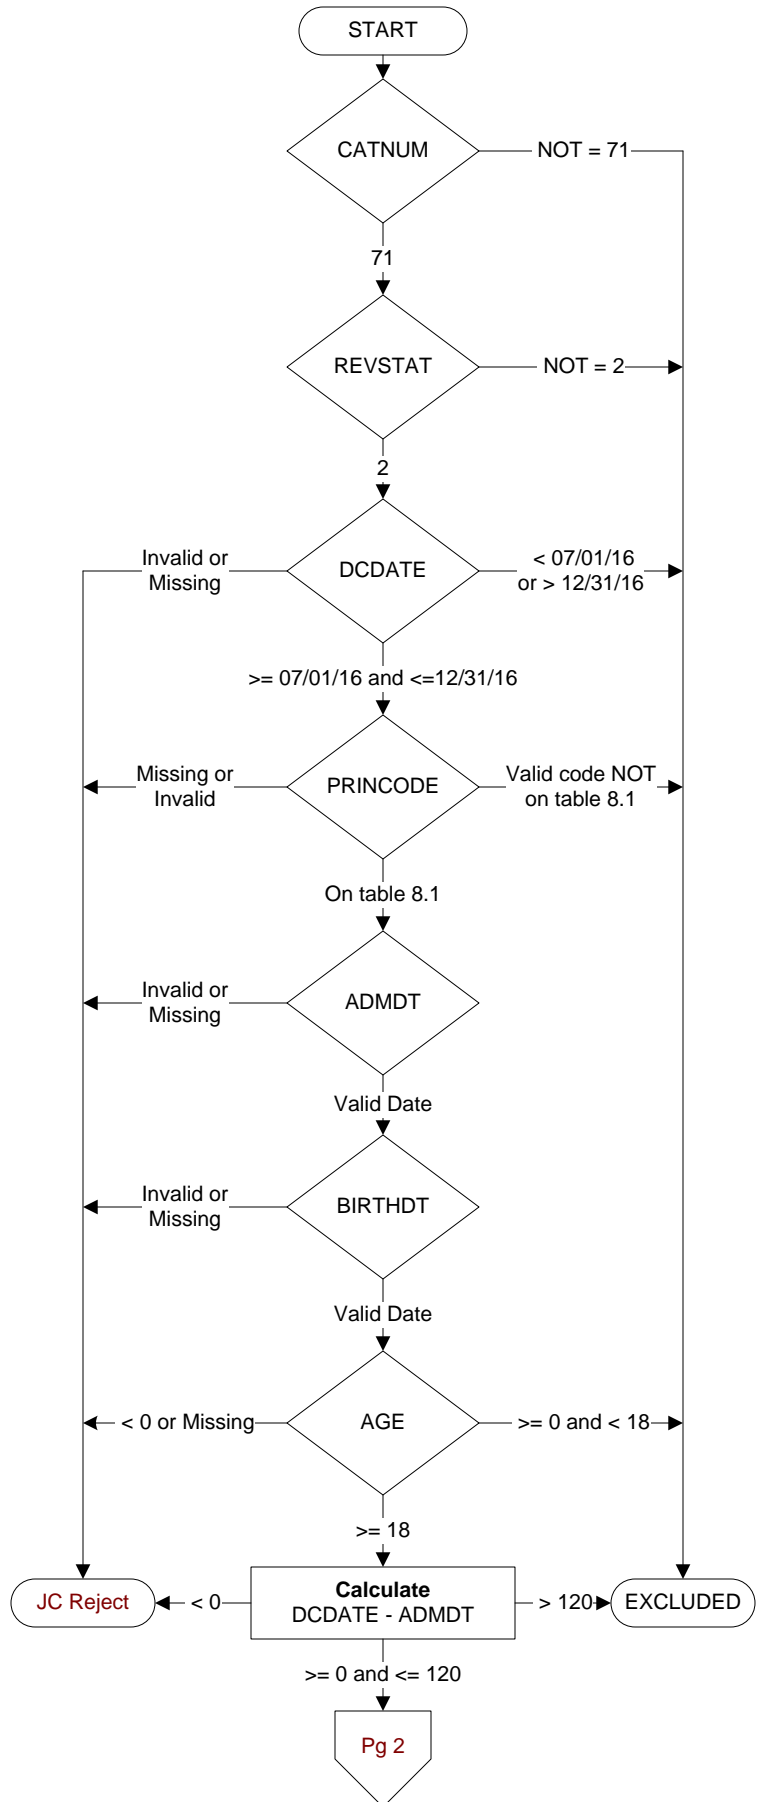 START
CATNUM
NOT = 71
71
REVSTAT
NOT = 2
2
Invalid or
Missing
DCDATE
< 07/01/16
or > 12/31/16
>= 07/01/16 and <=12/31/16
Missing or
Invalid
PRINCODE
Valid code NOT
on table 8.1
On table 8.1
Invalid or
Missing
ADMDT
Valid Date
Invalid or
Missing
BIRTHDT
Valid Date
< 0 or Missing
AGE
>= 0 and < 18
>= 18
JC Reject
< 0
Calculate
DCDATE - ADMDT
> 120
EXCLUDED
>= 0 and <= 120
Pg 2